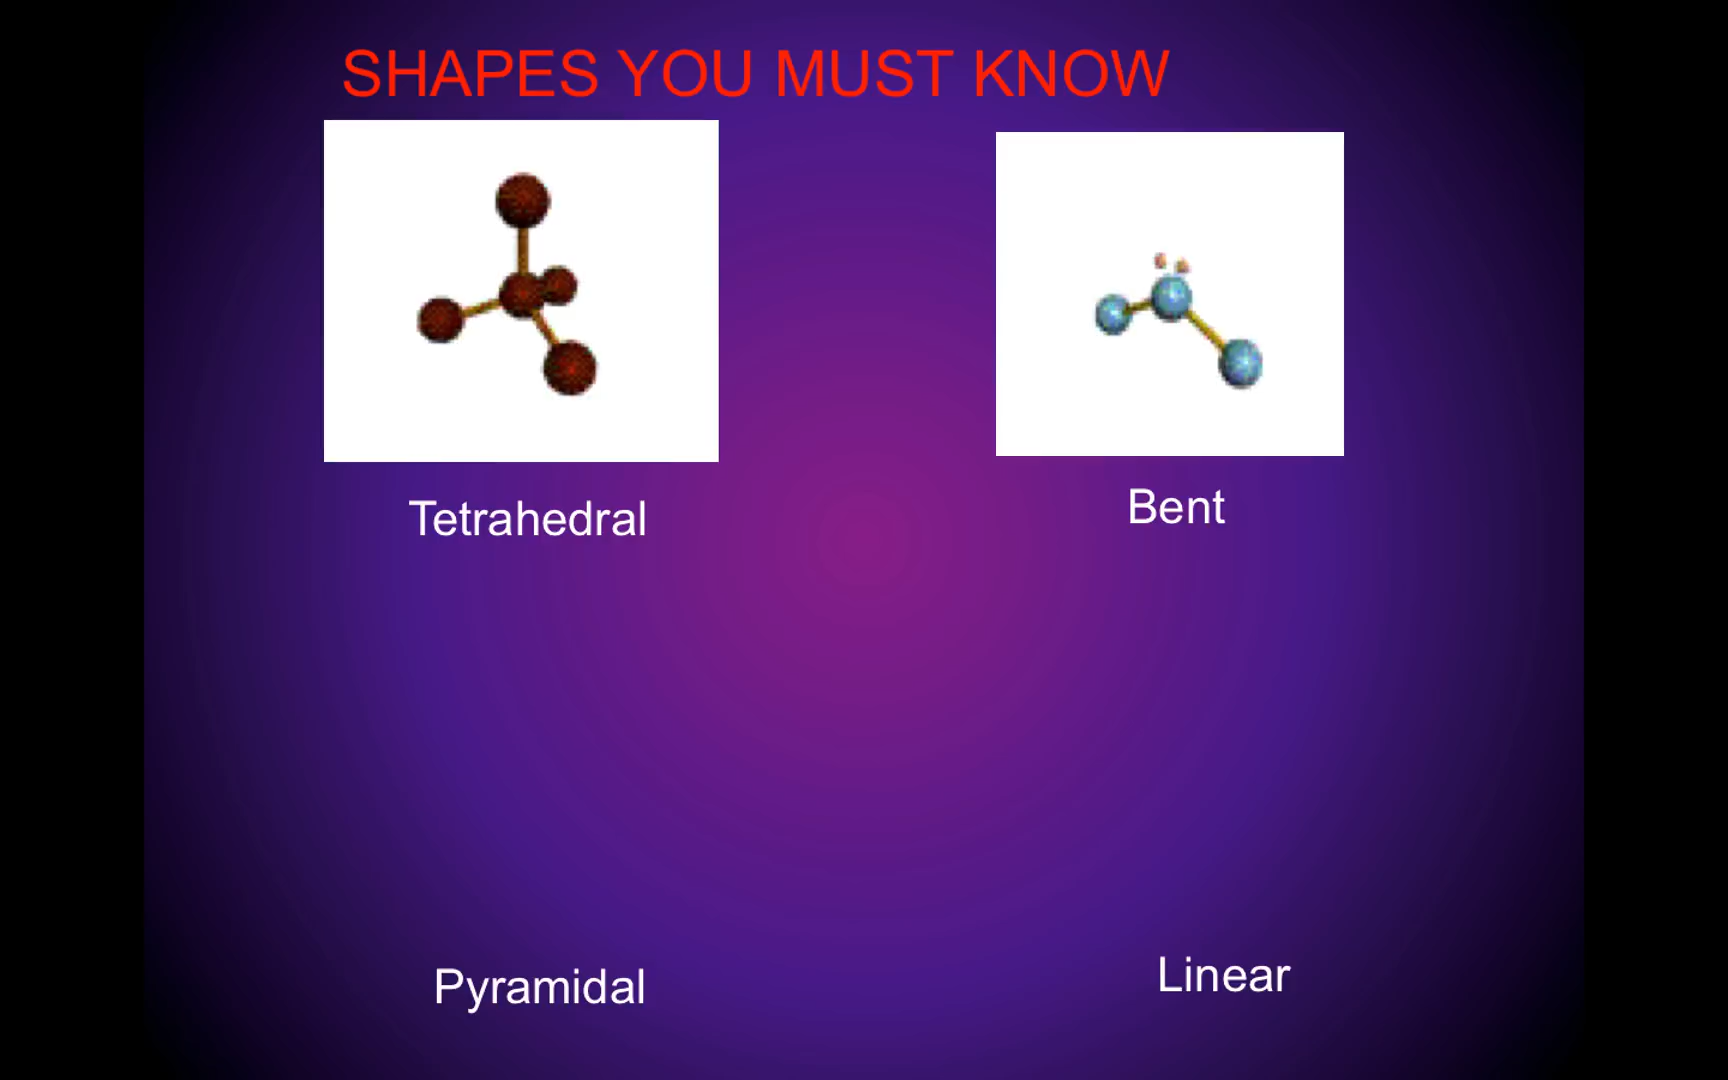 SHAPES YOU MUST KNOW
Tetrahedral
Bent
Pyramidal
Linear